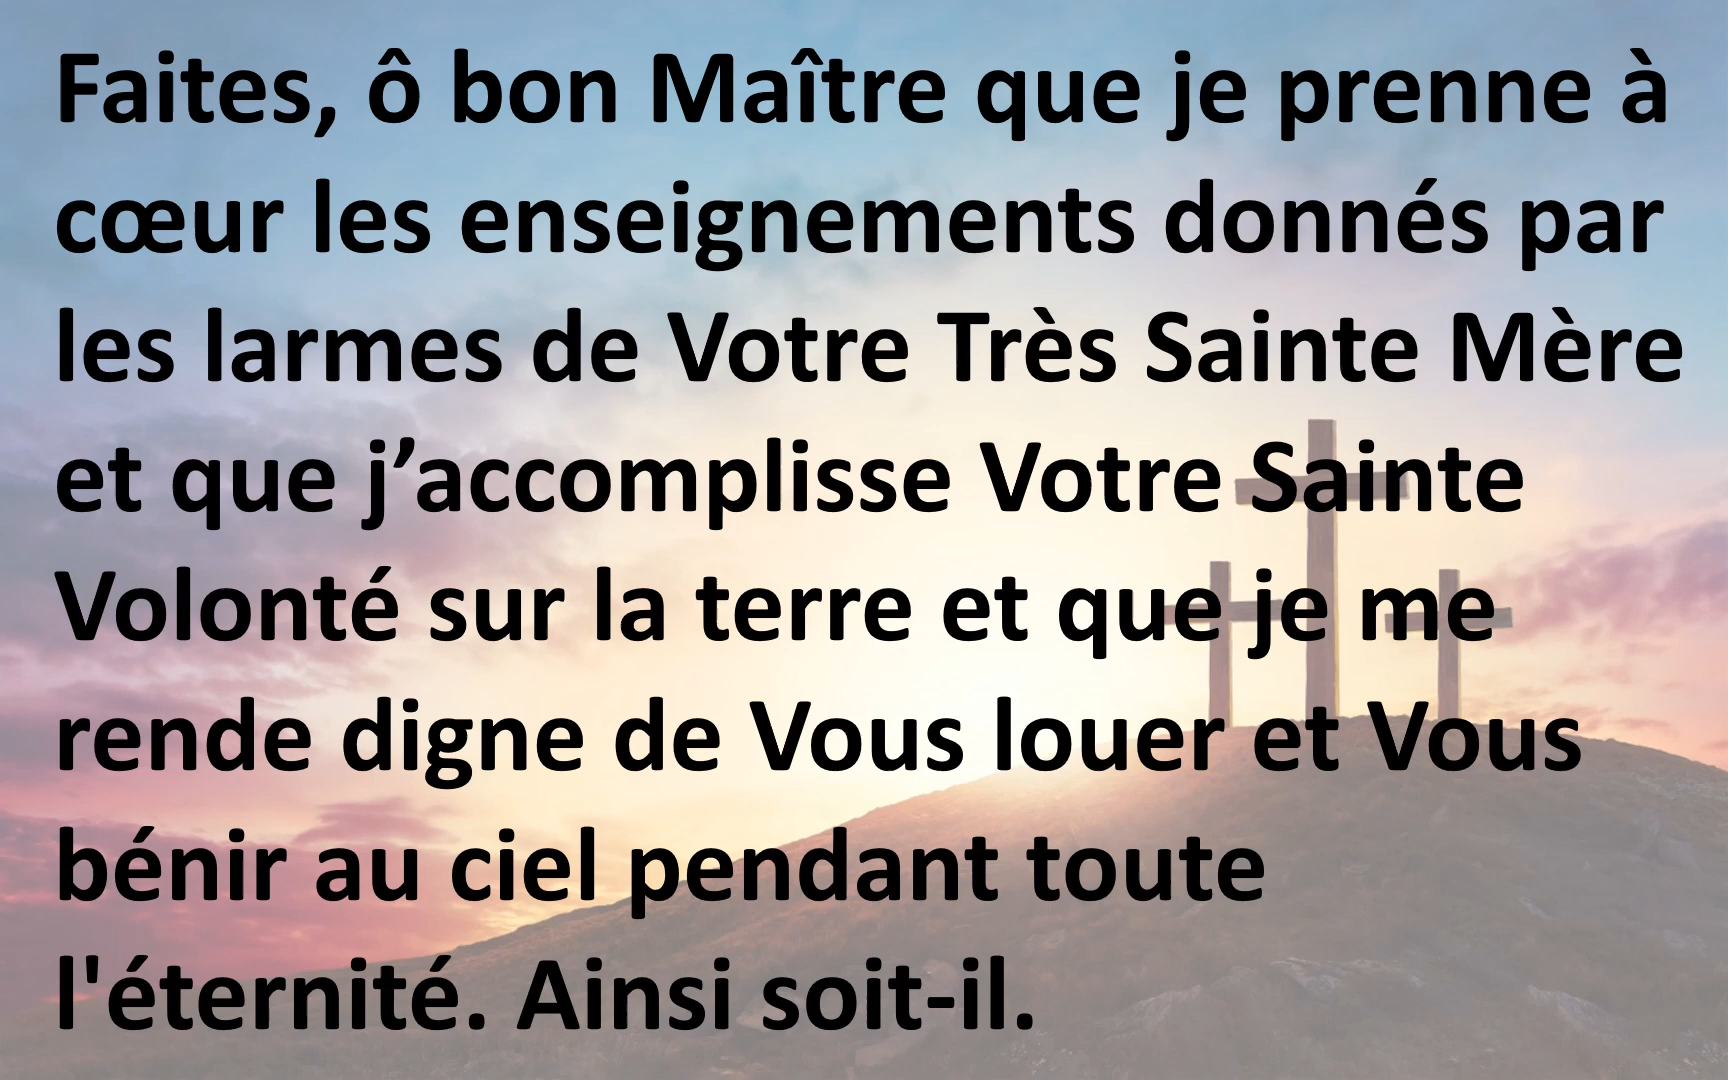 Faites, ô bon Maître que je prenne à
cœur les enseignements donnés par
les larmes de Votre Très Sainte Mère
et que j’accomplisse Votre Sainte
Volonté sur la terre et que je me
rende digne de Vous louer et Vous
bénir au ciel pendant toute
l'éternité. Ainsi soit-il.